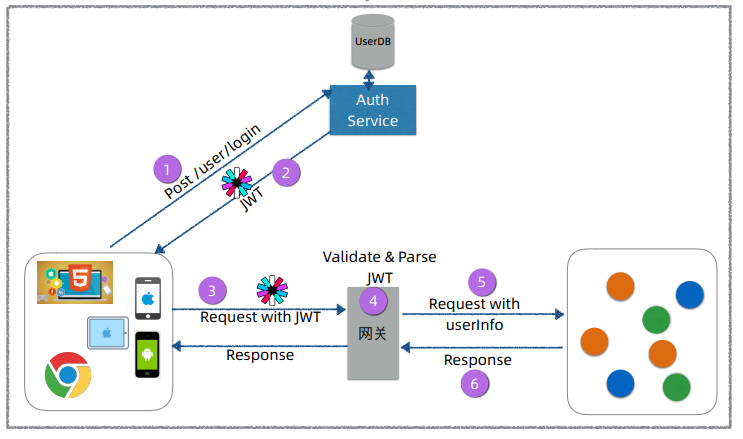 UserDB
Auth
Service
1
Post /user/login
2
JWT
Validate & Parse
JWT
3
Request with JWT
4
网关
5
Request with
userInfo
Response
Response
6
5